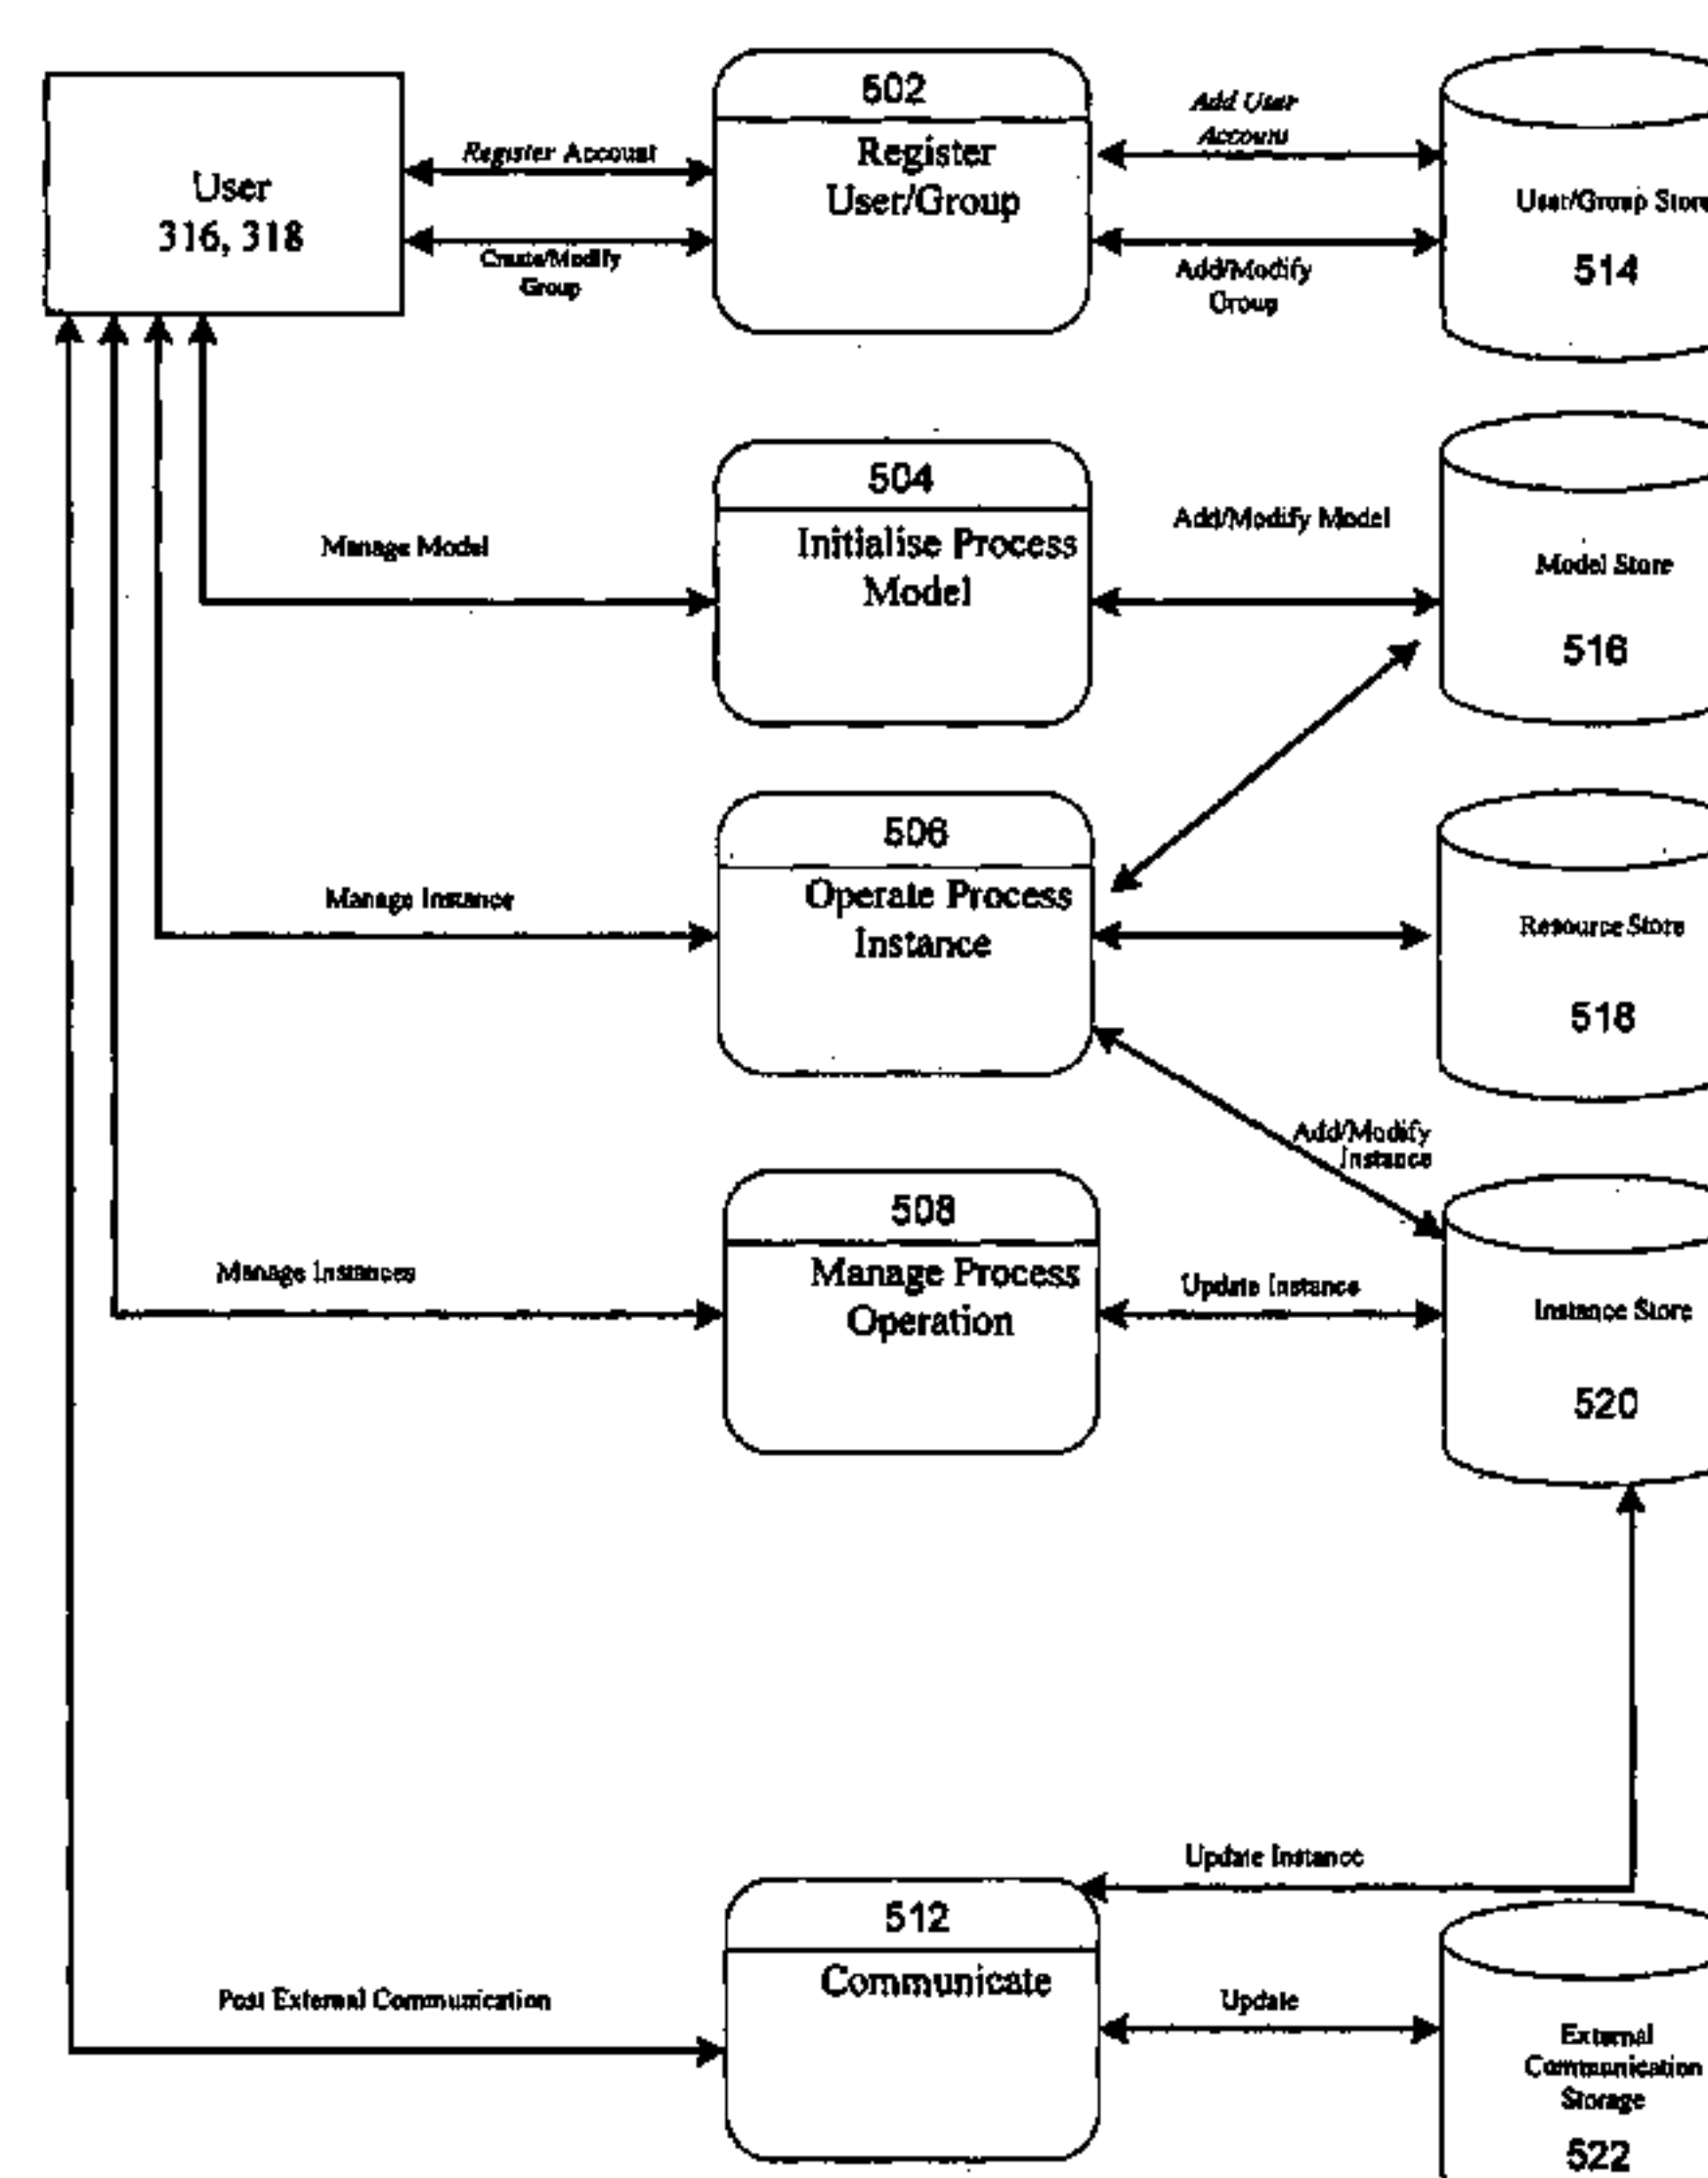 502
Register
User/Group
User
316, 318
Register Account
Create/Modify
Group
Add User
Account
Add/Modify
Group
User/Group Store
514
504
Initialise Process
Model
Manage Model
Add/Modify Model
Model Store
516
506
Operate Process
Instance
Manage Instance
Resource Store
518
Add/Modify
Instance
508
Manage Process
Operation
Manage Instances
Update Instance
Instance Store
520
Update Instance
512
Communicate
Post External Communication
Update
External
Communication
Storage
522